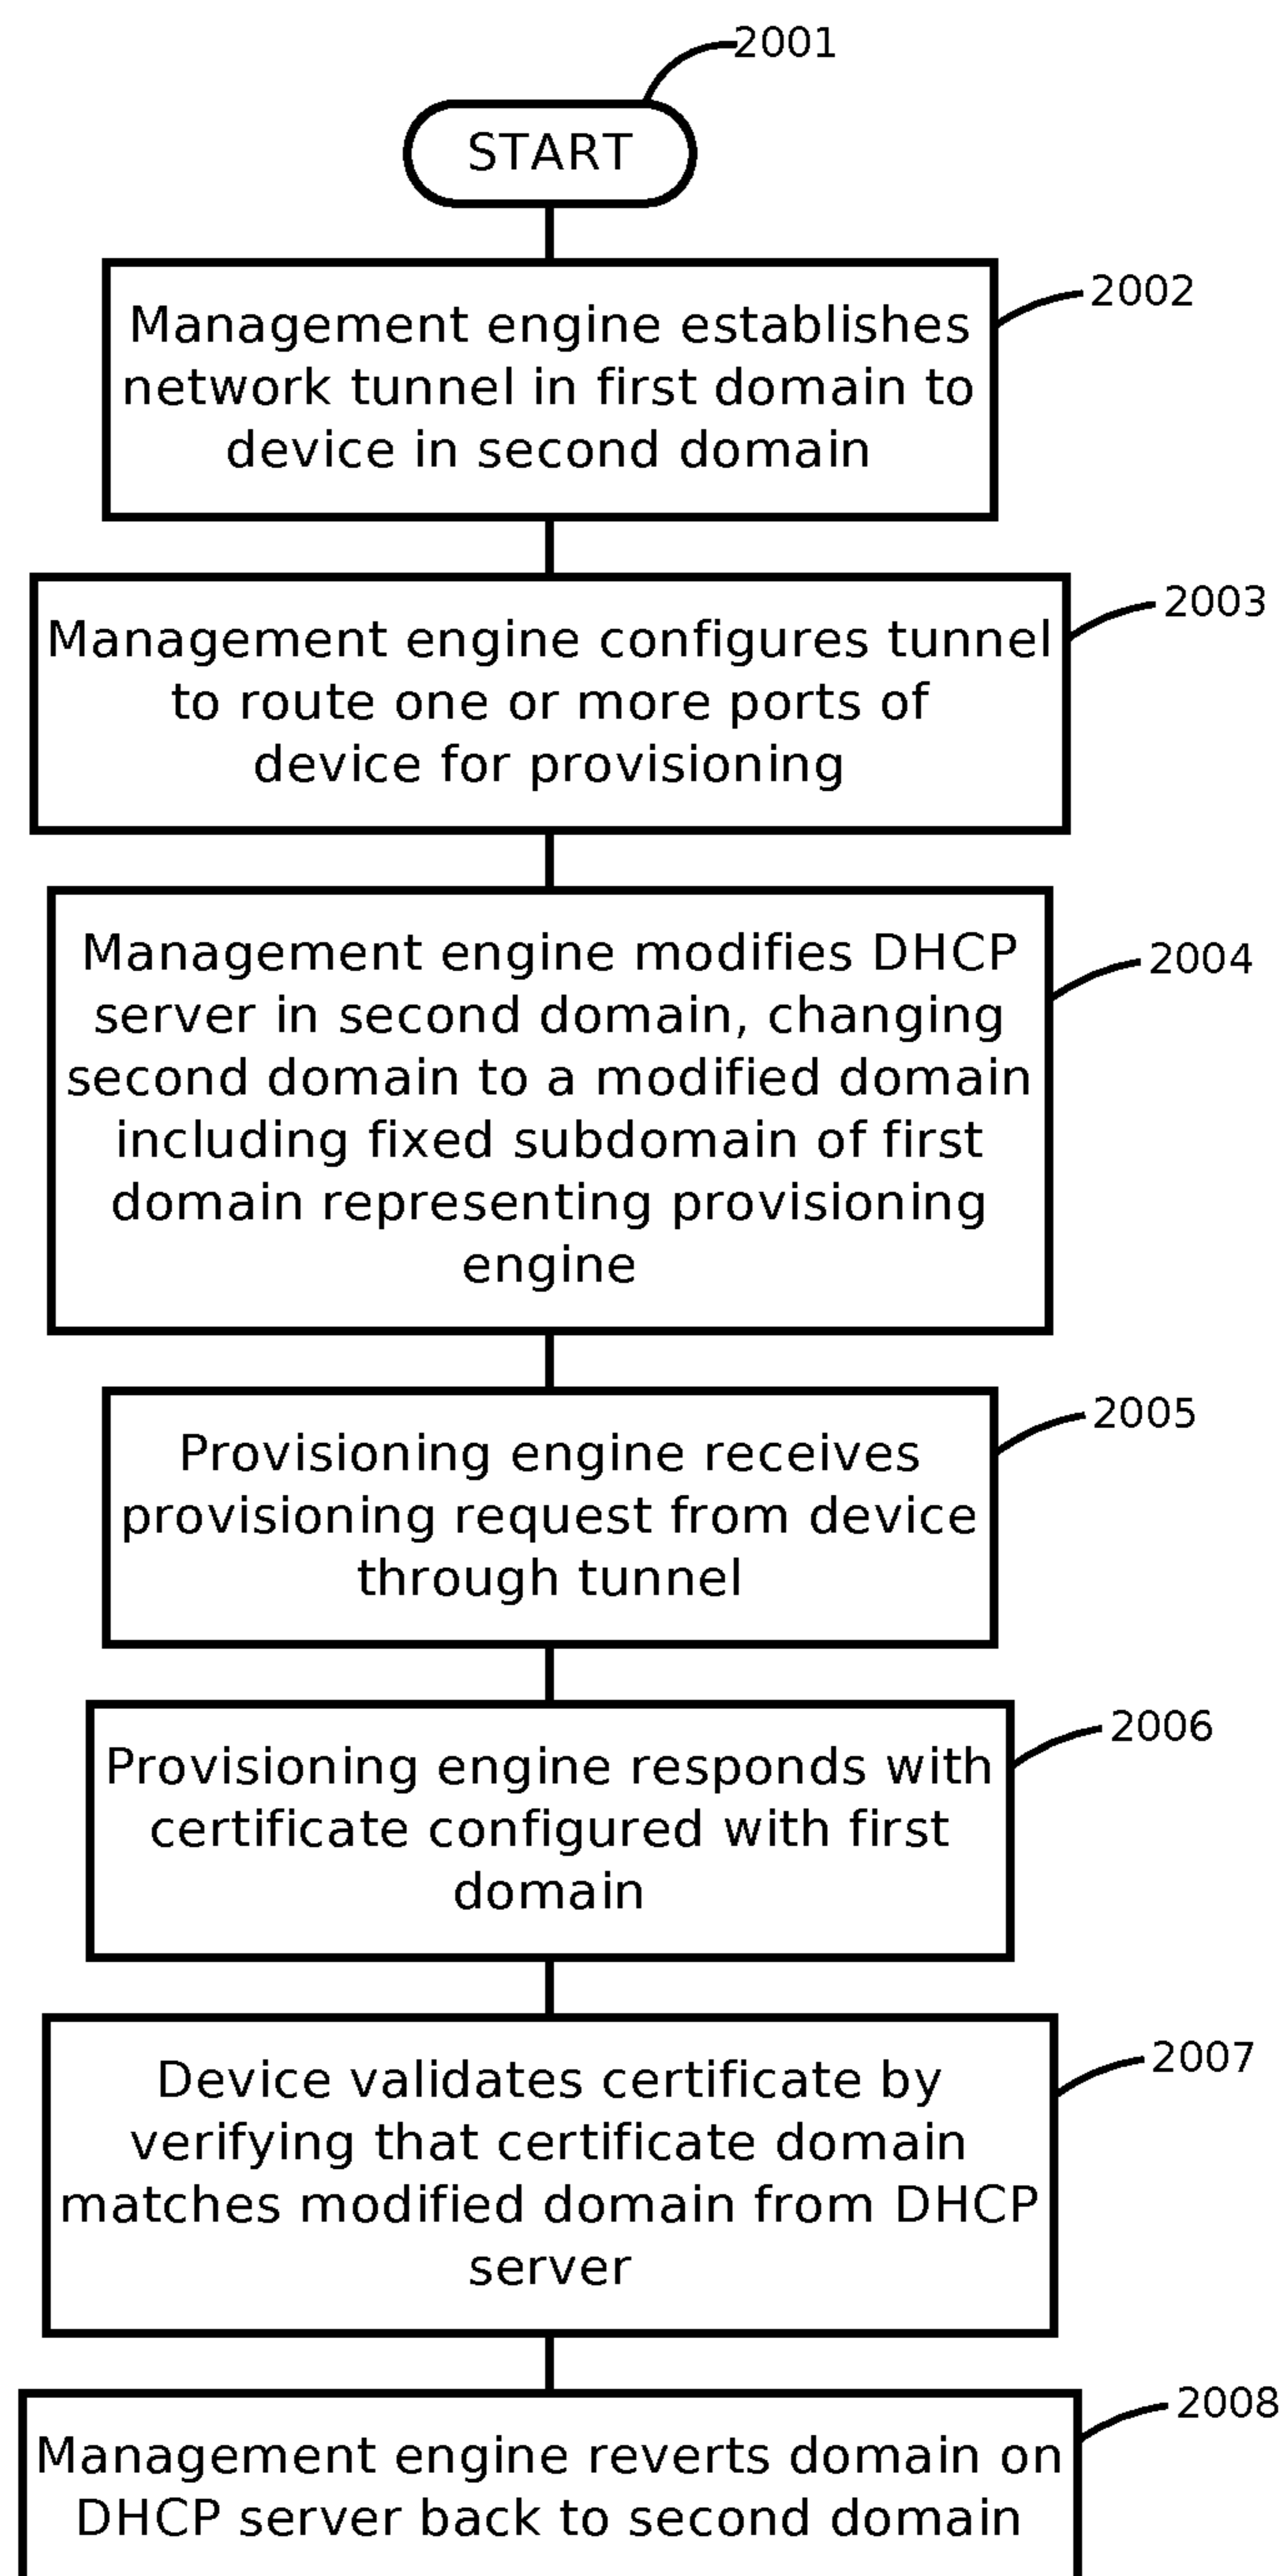 2001
START
2002
Management engine establishes
network tunnel in first domain to
device in second domain
2003
Management engine configures tunnel
to route one or more ports of
device for provisioning
2004
Management engine modifies DHCP
server in second domain, changing
second domain to a modified domain
including fixed subdomain of first
domain representing provisioning
engine
2005
Provisioning engine receives
provisioning request from device
through tunnel
2006
Provisioning engine responds with
certificate configured with first
domain
2007
Device validates certificate by
verifying that certificate domain
matches modified domain from DHCP
server
2008
Management engine reverts domain on
DHCP server back to second domain